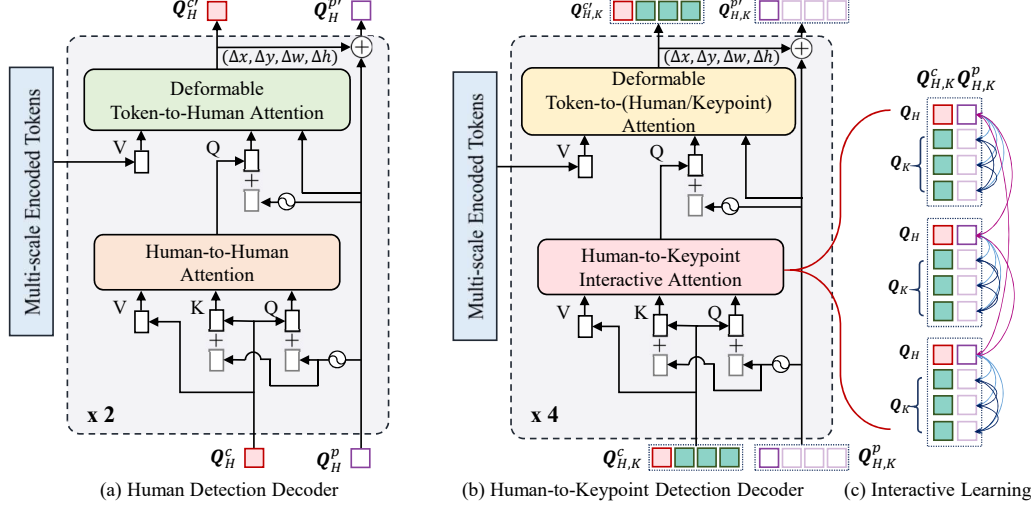 Q_H^{c'}
Q_H^{p'}
(Δx, Δy, Δw, Δh)
Deformable
Token-to-Human Attention
Multi-scale Encoded Tokens
V
Q
+
Human-to-Human
Attention
V
K
Q
+
+
x 2
Q_H^c
Q_H^p
(a) Human Detection Decoder
Q_{H,K}^{c'}
Q_{H,K}^{p'}
(Δx, Δy, Δw, Δh)
Deformable
Token-to-(Human/Keypoint)
Attention
Multi-scale Encoded Tokens
V
Q
+
Human-to-Keypoint
Interactive Attention
V
K
Q
+
+
x 4
Q_{H,K}^c
Q_{H,K}^p
(b) Human-to-Keypoint Detection Decoder
Q_{H,K}^c Q_{H,K}^p
Q_H
Q_K
Q_H
Q_K
Q_H
Q_K
(c) Interactive Learning